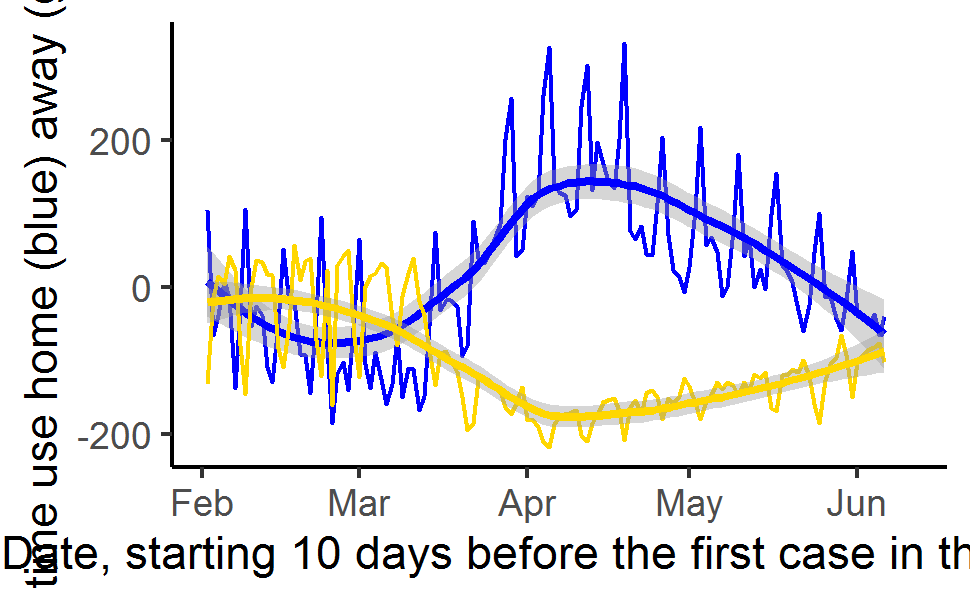 time use home (blue) away (
200
0
-200
Feb Mar Apr May Jun
Date, starting 10 days before the first case in th